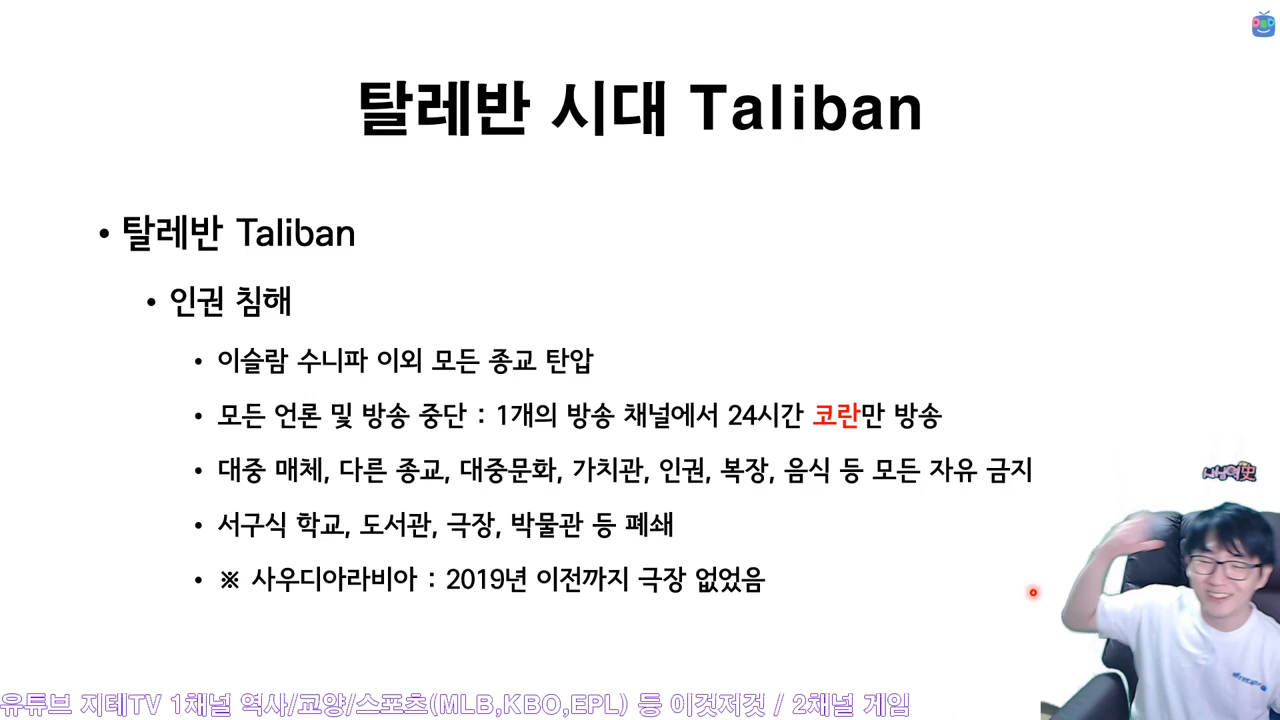 탈레반 시대 Taliban
• 탈레반 Taliban
• 인권 침해
• 이슬람 수니파 이외 모든 종교 탄압
• 모든 언론 및 방송 중단 : 1개의 방송 채널에서 24시간 코란만 방송
• 대중 매체, 다른 종교, 대중문화, 가치관, 인권, 복장, 음식 등 모든 자유 금지
• 서구식 학교, 도서관, 극장, 박물관 등 폐쇄
• ※ 사우디아라비아 : 2019년 이전까지 극장 없었음
유튜브 지테TV 1채널 역사/교양/스포츠(MLB,KBO,EPL) 등 이것저것 / 2채널 게임